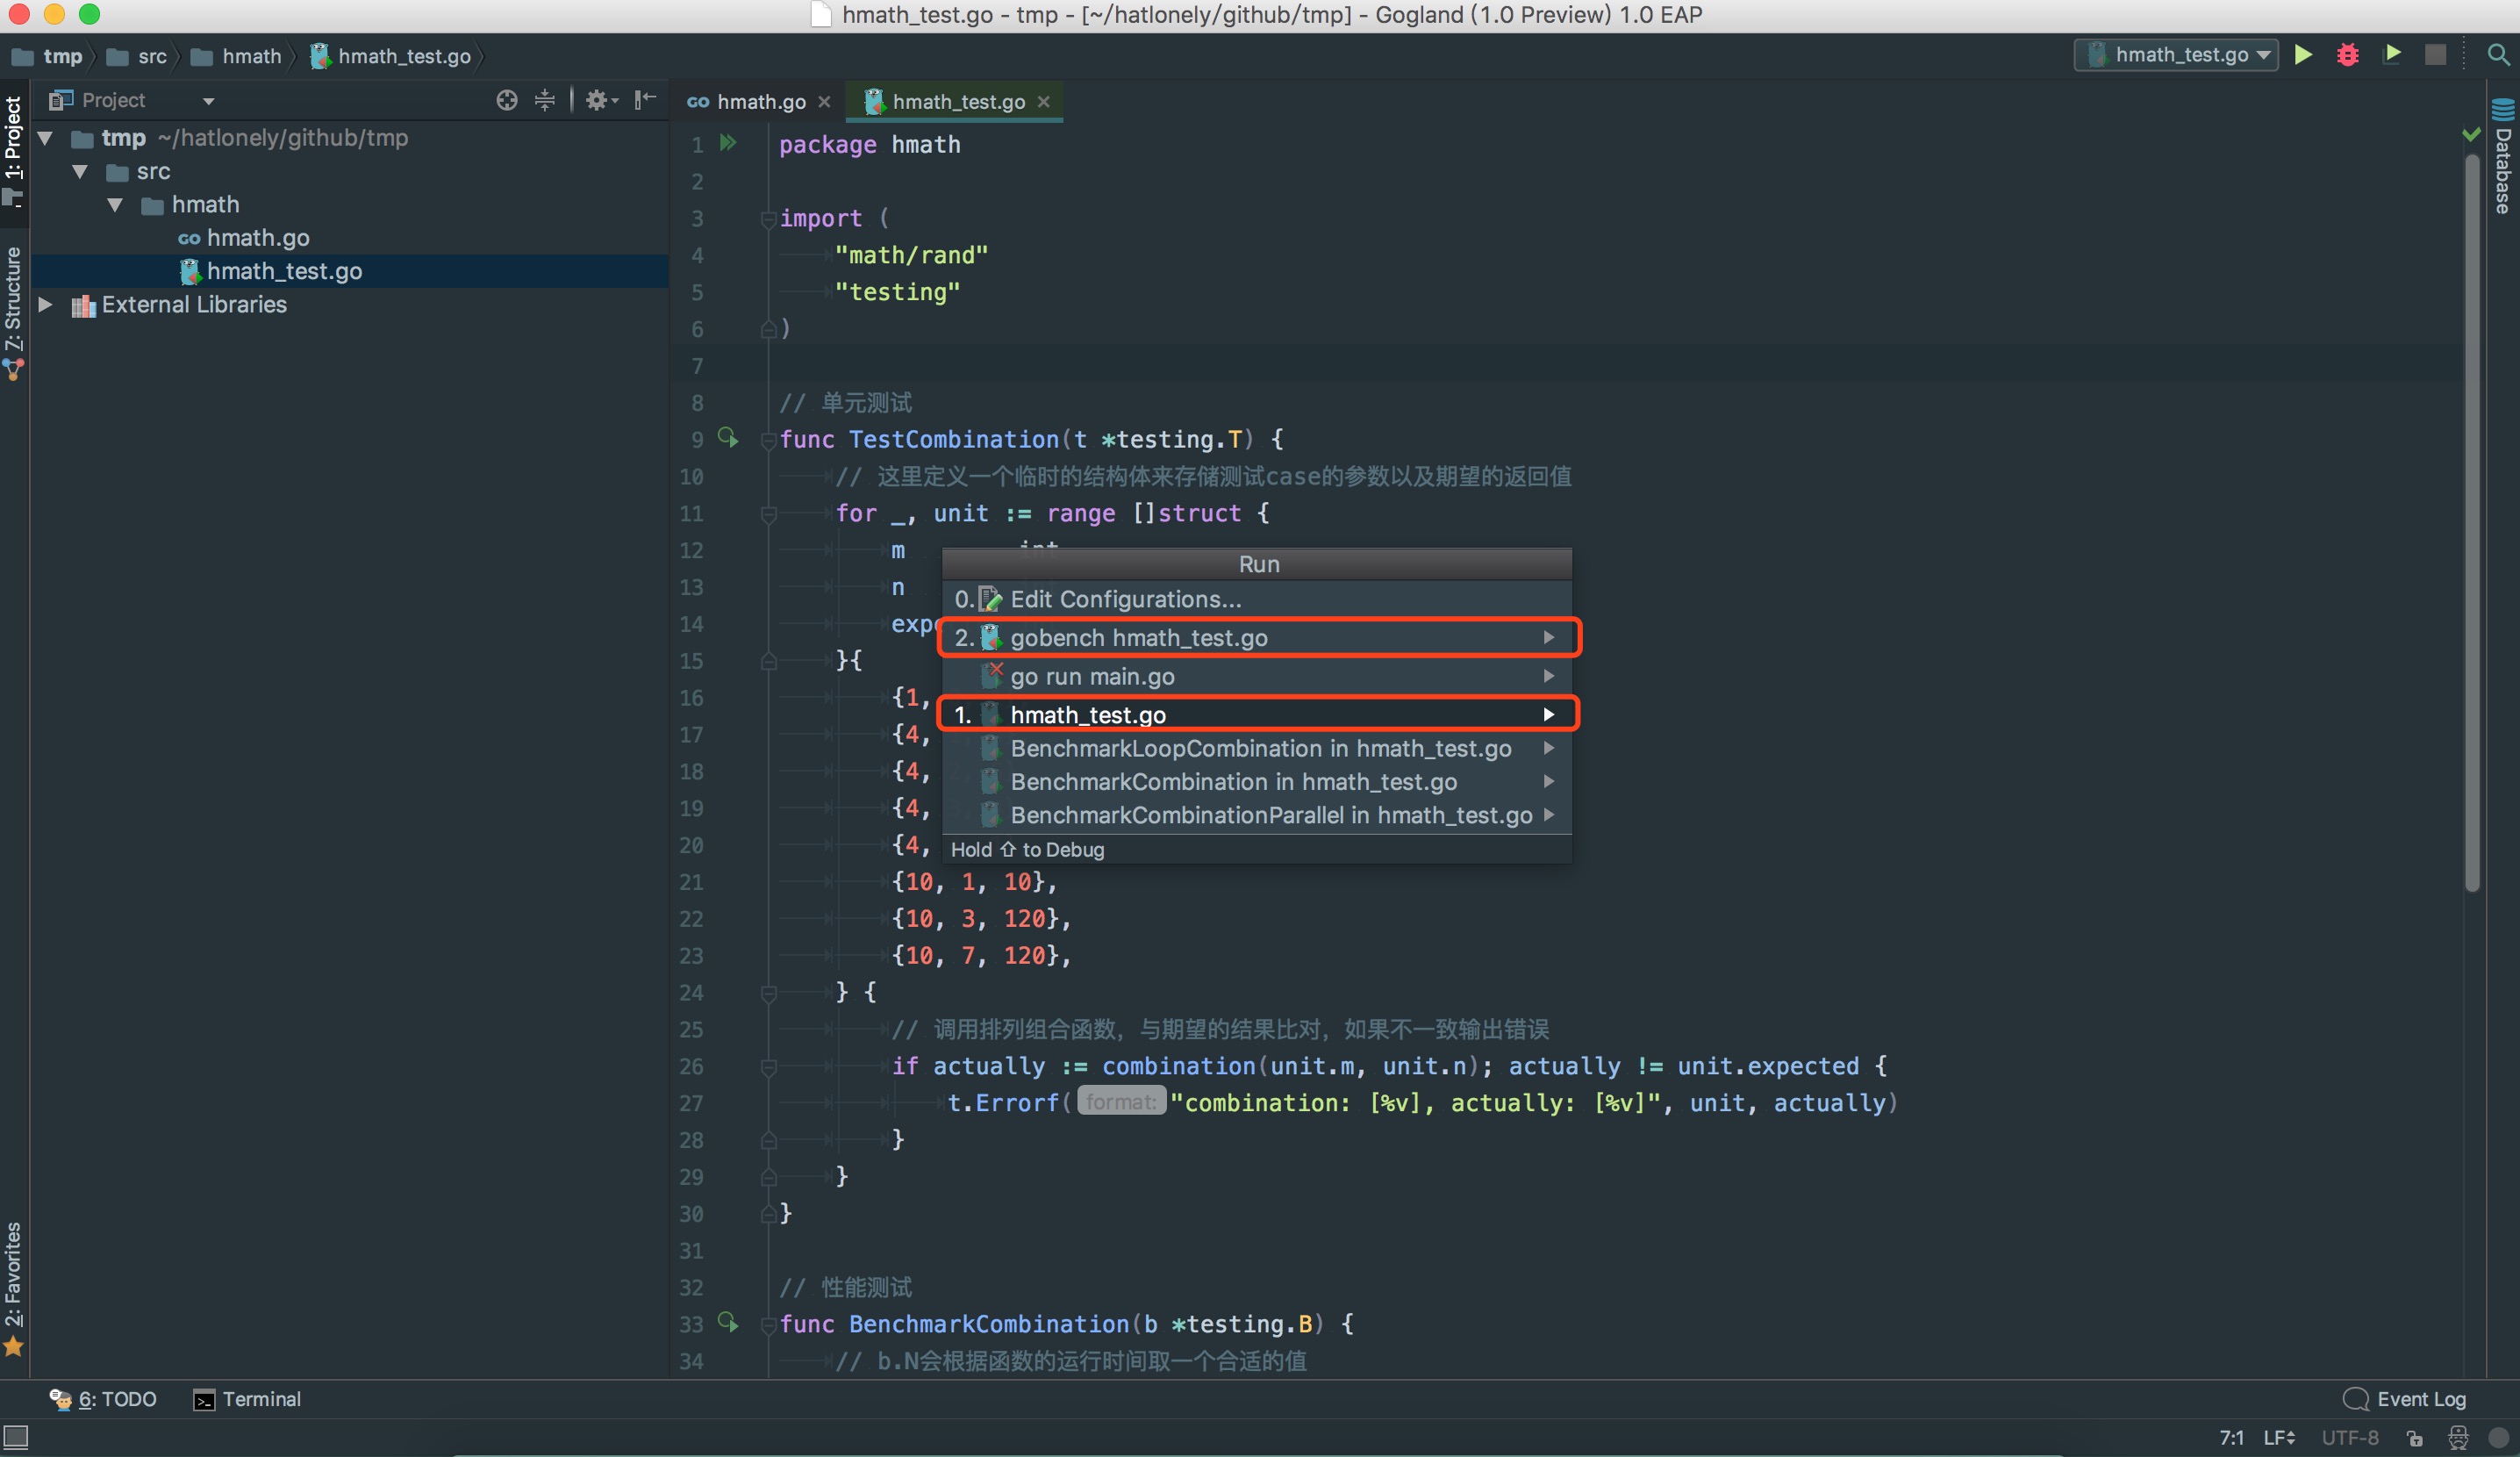 hmath_test.go - tmp - [~/hatlonely/github/tmp] - Gogland (1.0 Preview) 1.0 EAP
tmp src hmath hmath_test.go
hmath_test.go
1: Project
7: Structure
2: Favorites
Database
Project
tmp ~/hatlonely/github/tmp
src
hmath
hmath.go
hmath_test.go
External Libraries
hmath.go
hmath_test.go
1 package hmath
2
3 import (
4 "math/rand"
5 "testing"
6 )
7
8 // 单元测试
9 func TestCombination(t *testing.T) {
10 // 这里定义一个临时的结构体来存储测试case的参数以及期望的返回值
11 for _, unit := range []struct {
12 m int
13 n
14 expe
15 }{
16 {1,
17 {4,
18 {4,
19 {4,
20 {4,
21 {10, 1, 10},
22 {10, 3, 120},
23 {10, 7, 120},
24 } {
25 // 调用排列组合函数，与期望的结果比对，如果不一致输出错误
26 if actually := combination(unit.m, unit.n); actually != unit.expected {
27 t.Errorf( format: "combination: [%v], actually: [%v]", unit, actually)
28 }
29 }
30 }
31
32 // 性能测试
33 func BenchmarkCombination(b *testing.B) {
34 // b.N会根据函数的运行时间取一个合适的值
Run
0. Edit Configurations...
2. gobench hmath_test.go
go run main.go
1. hmath_test.go
BenchmarkLoopCombination in hmath_test.go
BenchmarkCombination in hmath_test.go
BenchmarkCombinationParallel in hmath_test.go
Hold ⇧ to Debug
6: TODO
Terminal
Event Log
7:1 LF UTF-8